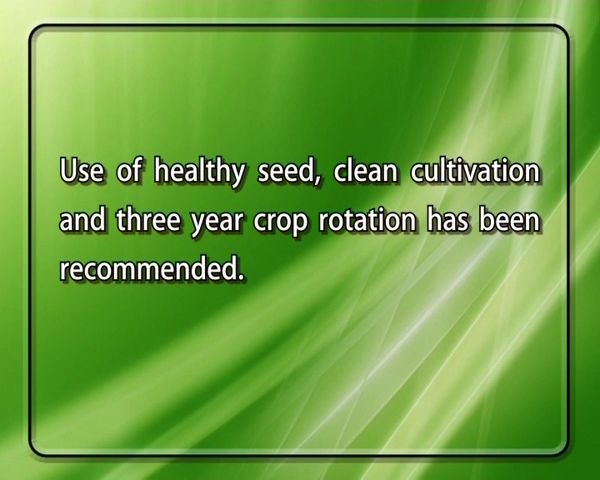 Use of healthy seed, clean cultivation
and three year crop rotation has been
recommended.